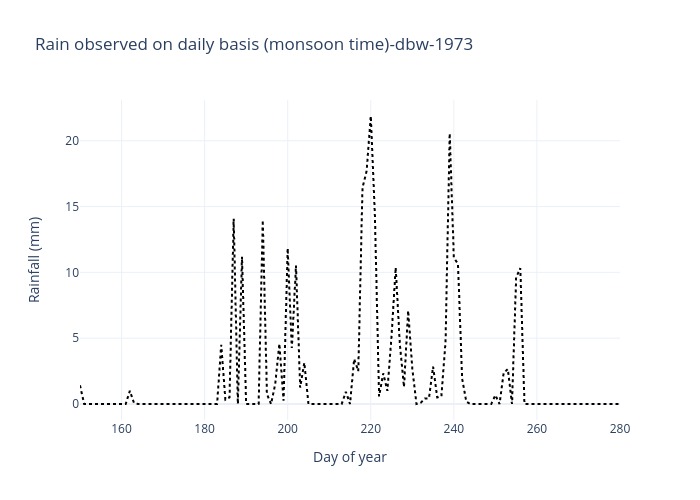 Rain observed on daily basis (monsoon time)-dbw-1973
20
15
10
5
0
Rainfall (mm)
160 180 200 220 240 260 280
Day of year